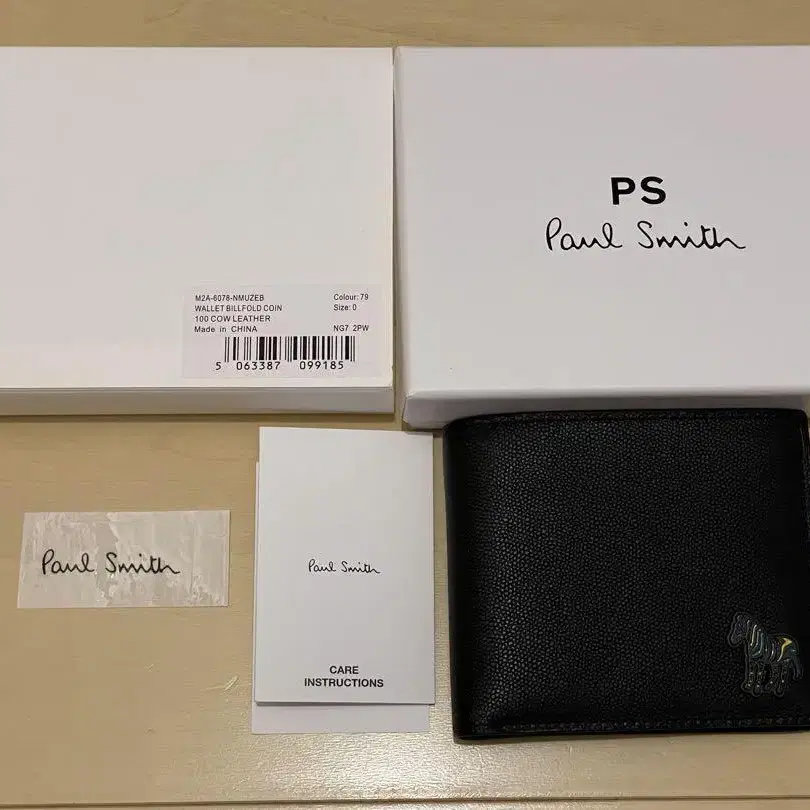 PS
Paul Smith
M2A-6078-NMUZEB Colour: 79
WALLET BILLFOLD COIN Size: 0
100 COW LEATHER
Made in CHINA NG7 2PW
5 063387 099185
Paul Smith
Paul Smith
CARE
INSTRUCTIONS